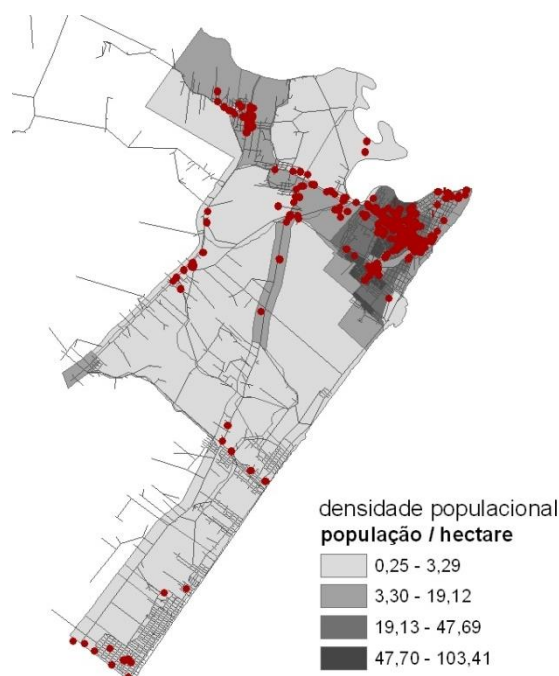 densidade populacional
população / hectare
0,25 - 3,29
3,30 - 19,12
19,13 - 47,69
47,70 - 103,41